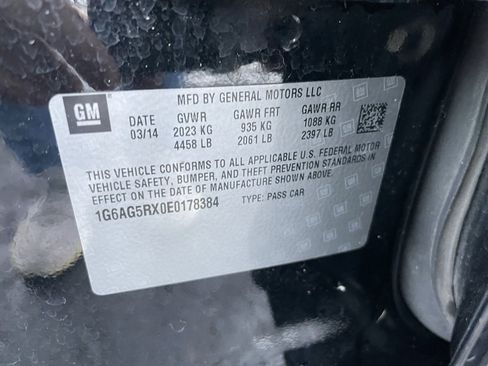 GM
MFD BY GENERAL MOTORS LLC
03/14 GVWR GAWR FRT GAWR RR
2023 KG 935 KG 1088 KG
4458 LB 2061 LB 2397 LB
THIS VEHICLE CONFORMS TO ALL APPLICABLE U.S. FEDERAL MOTOR
VEHICLE SAFETY, BUMPER, AND THEFT PREVENTION STANDARDS IN
EFFECT ON THE DATE OF MANUFACTURE SHOWN ABOVE.
1G6AG5RX0E0178384 TYPE: PASS CAR